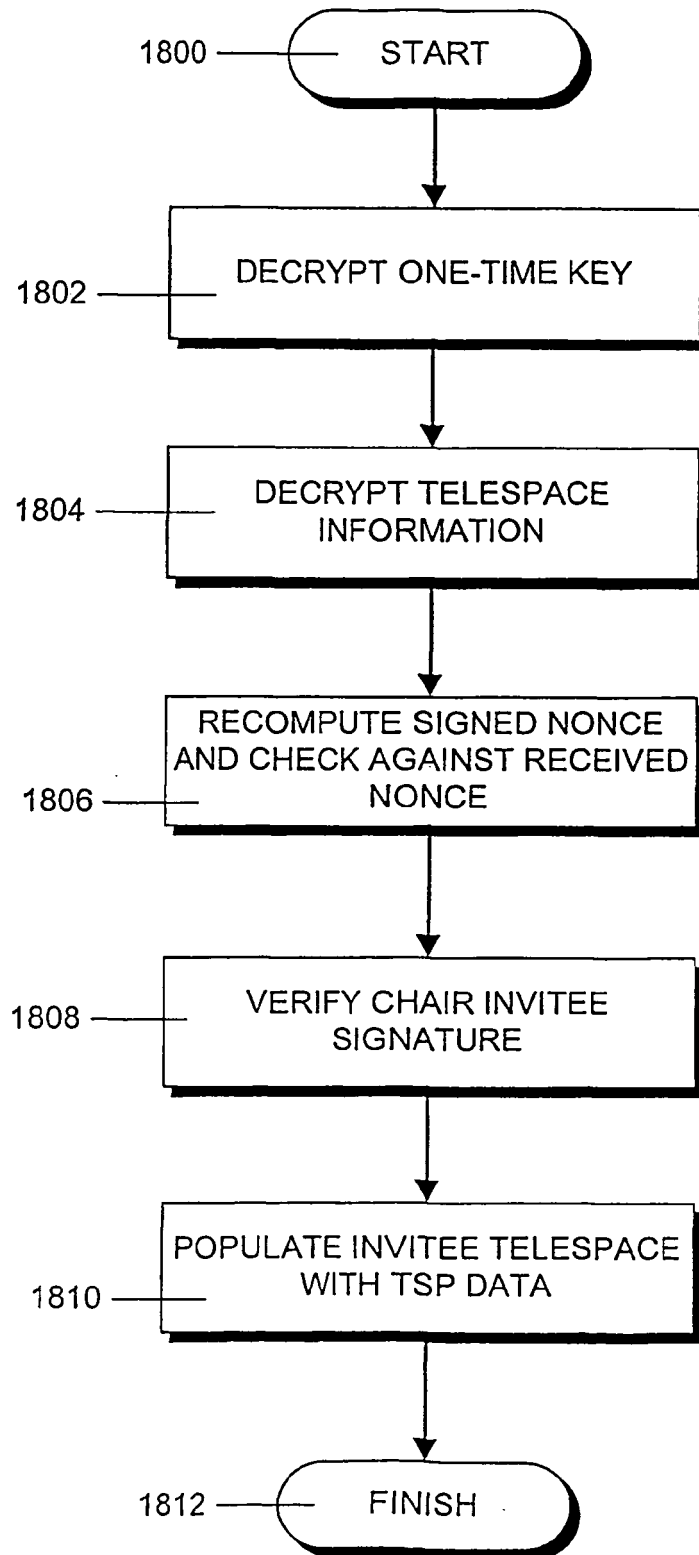 1800
START
1802
DECRYPT ONE-TIME KEY
1804
DECRYPT TELESPACE
INFORMATION
1806
RECOMPUTE SIGNED NONCE
AND CHECK AGAINST RECEIVED
NONCE
1808
VERIFY CHAIR INVITEE
SIGNATURE
1810
POPULATE INVITEE TELESPACE
WITH TSP DATA
1812
FINISH